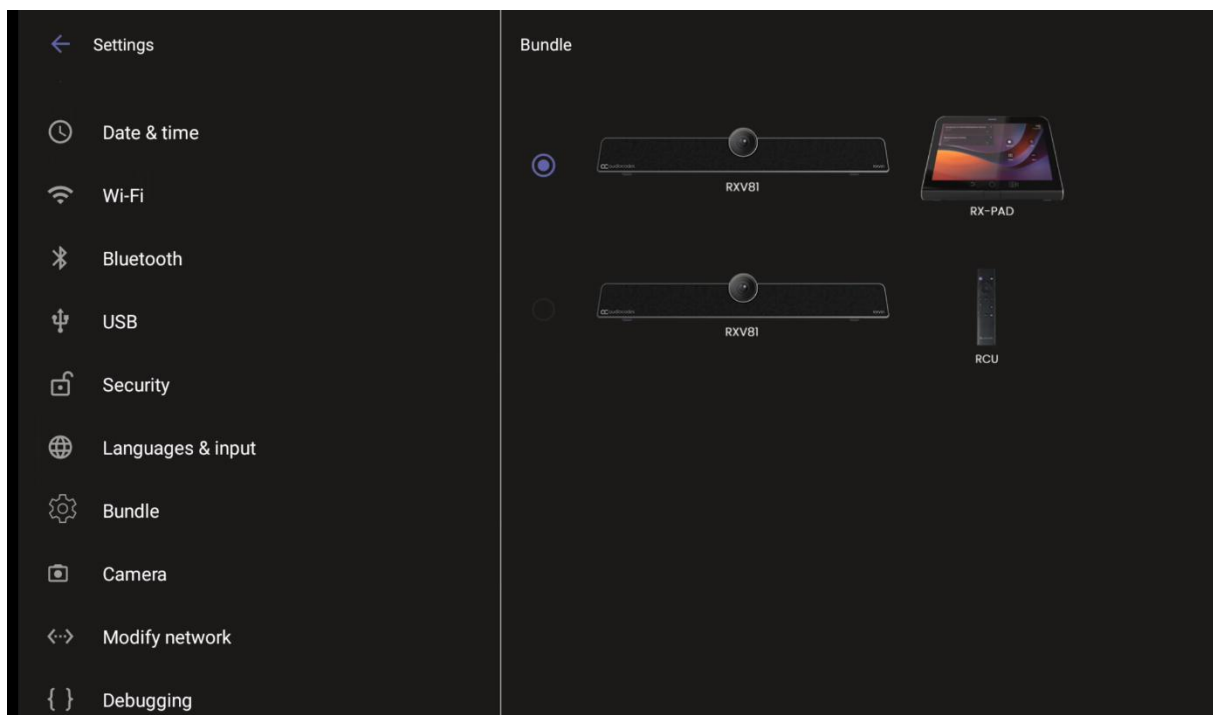 Settings
Date & time
Wi-Fi
Bluetooth
USB
Security
Languages & input
Bundle
Camera
Modify network
Debugging
Bundle
RXV81
RX-PAD
RXV81
RCU